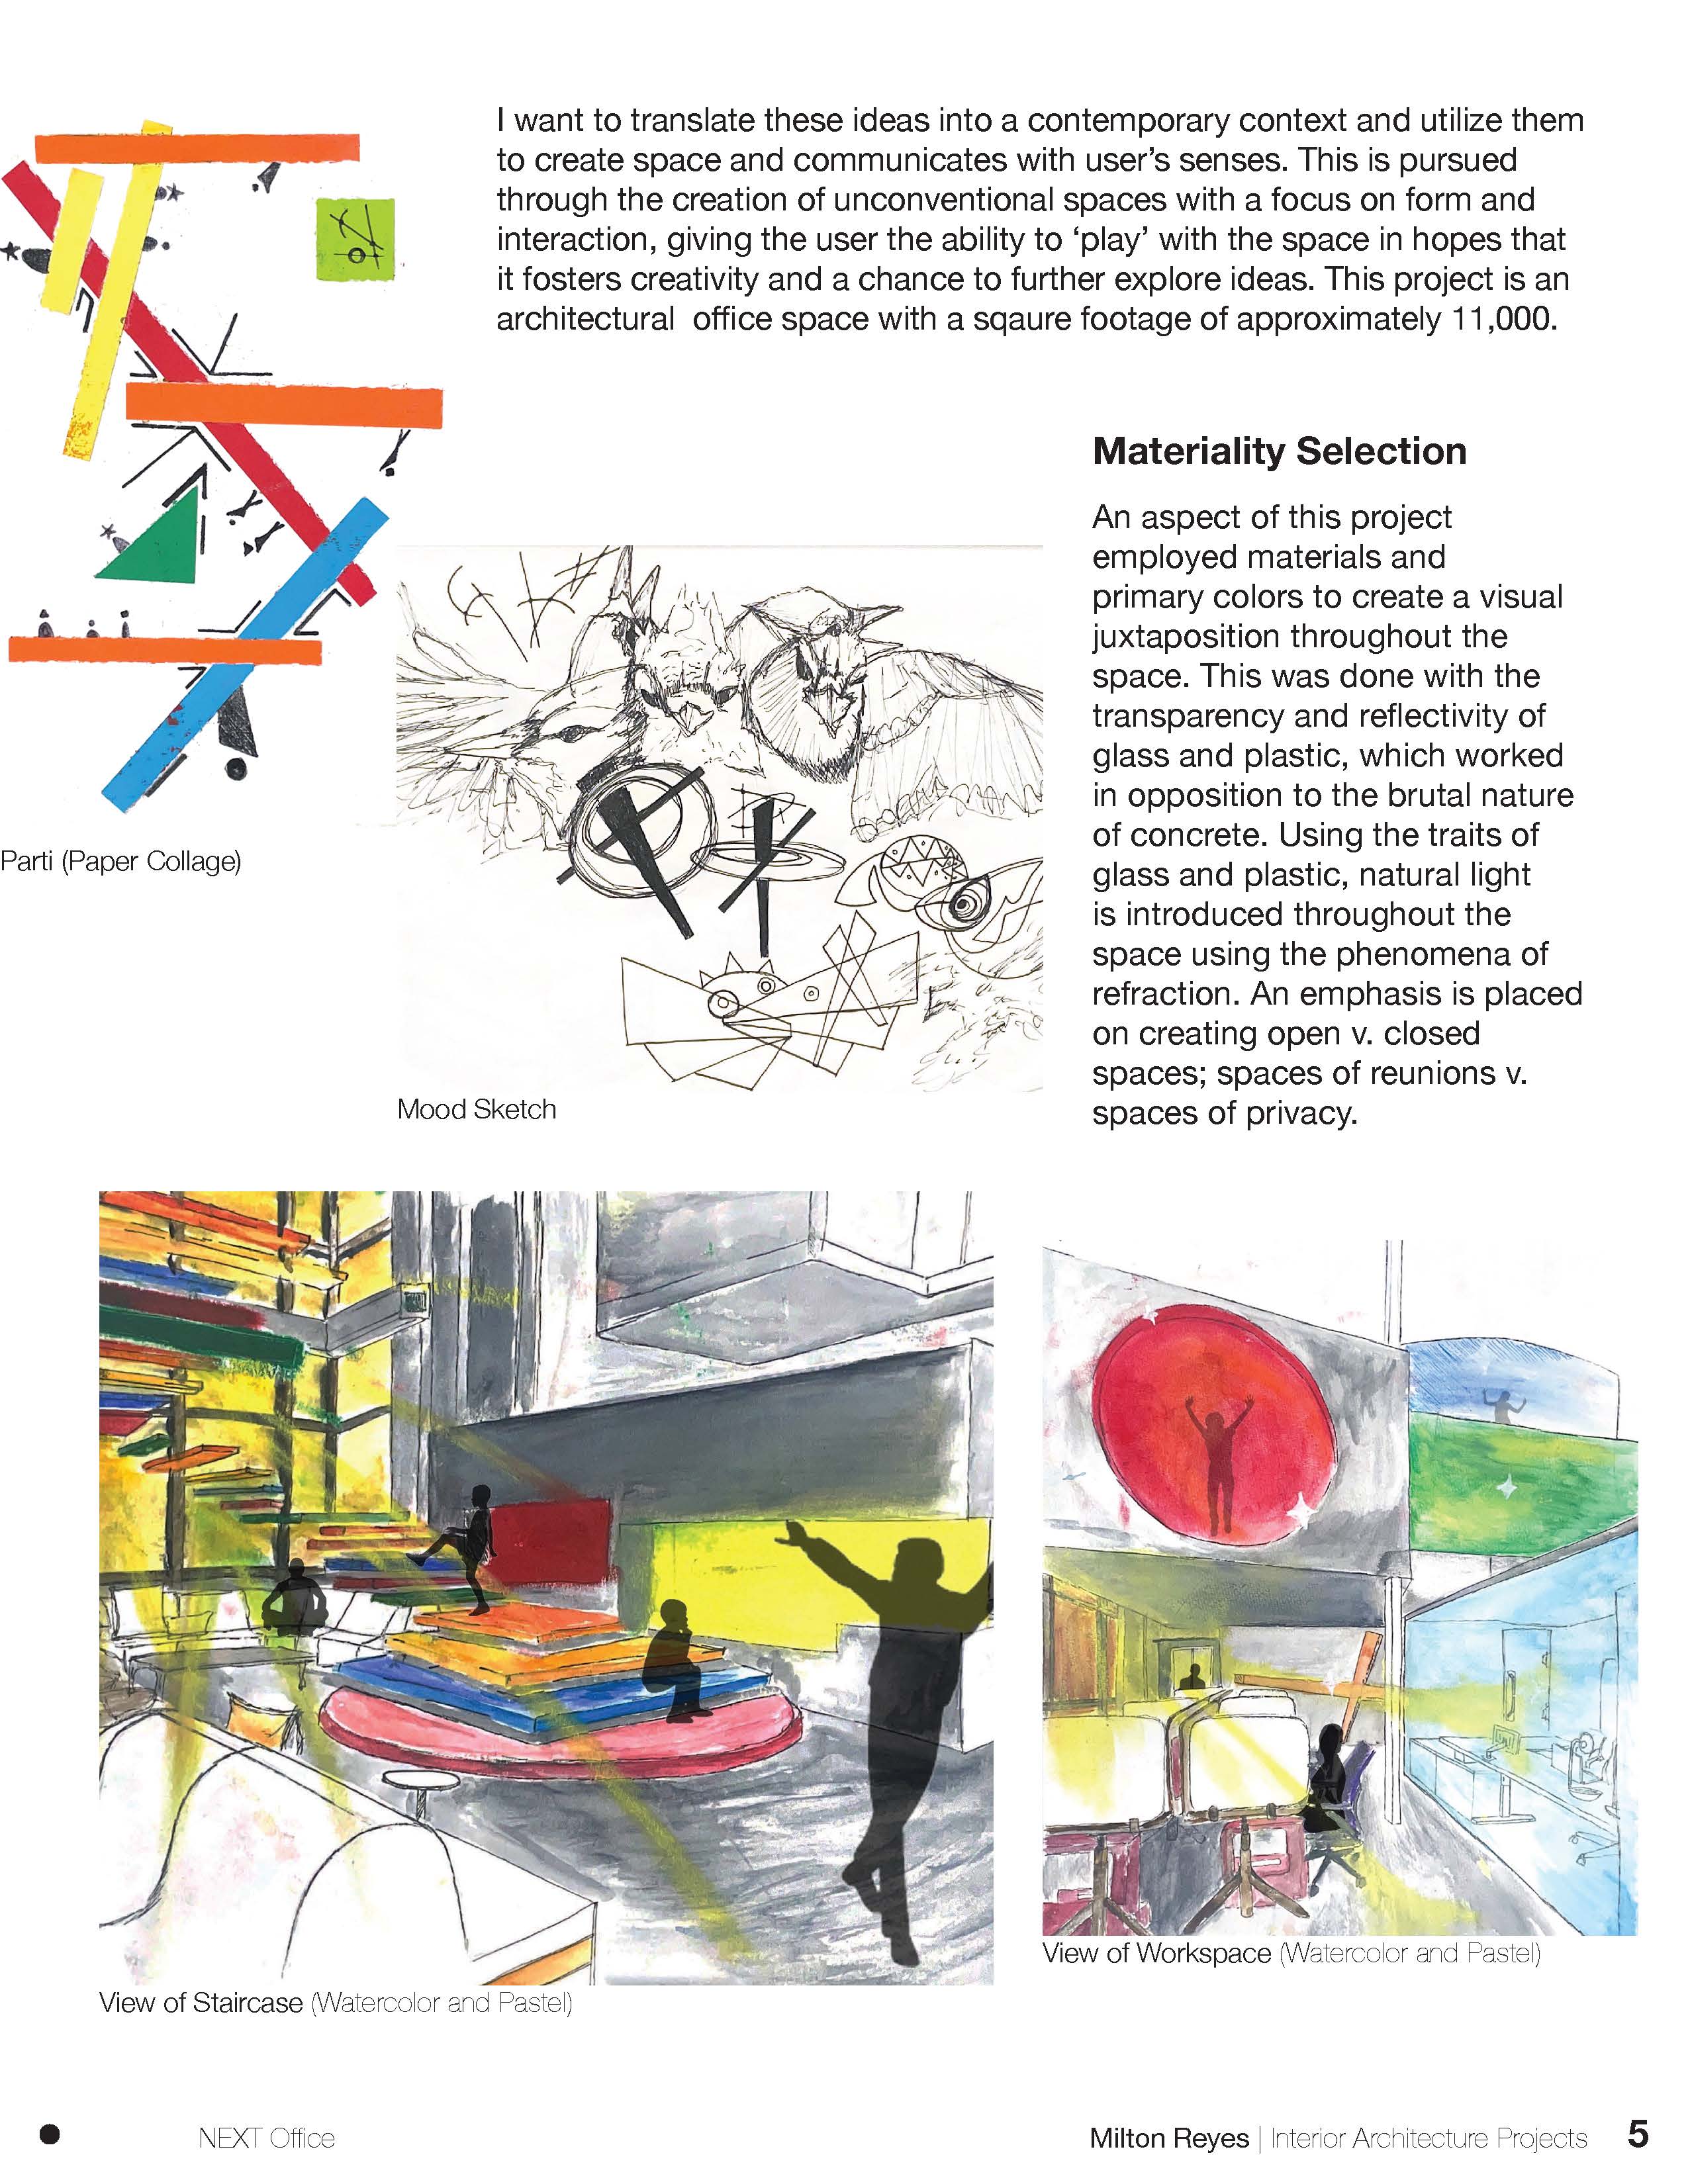 I want to translate these ideas into a contemporary context and utilize them
to create space and communicates with user's senses. This is pursued
through the creation of unconventional spaces with a focus on form and
interaction, giving the user the ability to ‘play’ with the space in hopes that
it fosters creativity and a chance to further explore ideas. This project is an
architectural  office space with a sqaure footage of approximately 11,000.
Materiality Selection
An aspect of this project
employed materials and
primary colors to create a visual
juxtaposition throughout the
space. This was done with the
transparency and reflectivity of
glass and plastic, which worked
in opposition to the brutal nature
of concrete. Using the traits of
glass and plastic, natural light
is introduced throughout the
space using the phenomena of
refraction. An emphasis is placed
on creating open v. closed
spaces; spaces of reunions v.
spaces of privacy.
Parti (Paper Collage)
Mood Sketch
View of Staircase (Watercolor and Pastel)
View of Workspace (Watercolor and Pastel)
NEXT Office
Milton Reyes | Interior Architecture Projects 5